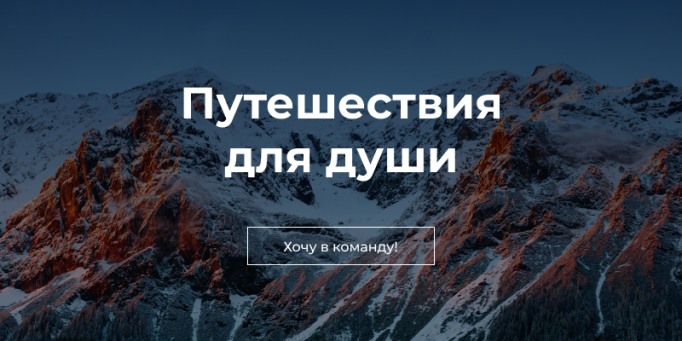 Путешествия
для души
Хочу в команду!